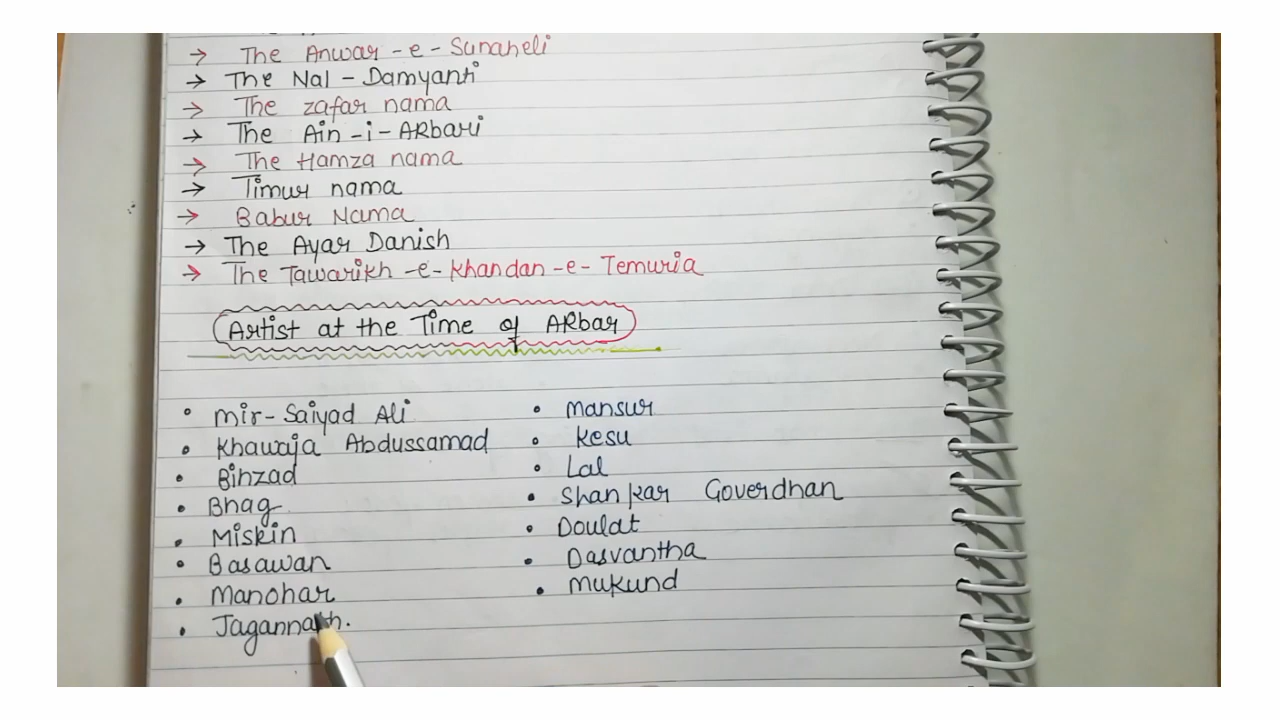 → The Anwar-e-Sunaheli
→ The Nal-Damyanti
→ The zafar nama
→ The Ain-i-Akbari
→ The Hamza nama
→ Timur nama
→ Babur Nama
→ The Ayar Danish
→ The Tawarikh-e-khandan-e-Temuria
Artist at the Time of Akbar
• Mir-Saiyad Ali
• Khawaja Abdussamad
• Bihzad
• Bhag
• Miskin
• Basawan
• Manohar
• Jagannath.
• Mansur
• Kesu
• Lal
• Shankar Goverdhan
• Doulat
• Dasvantha
• Mukund